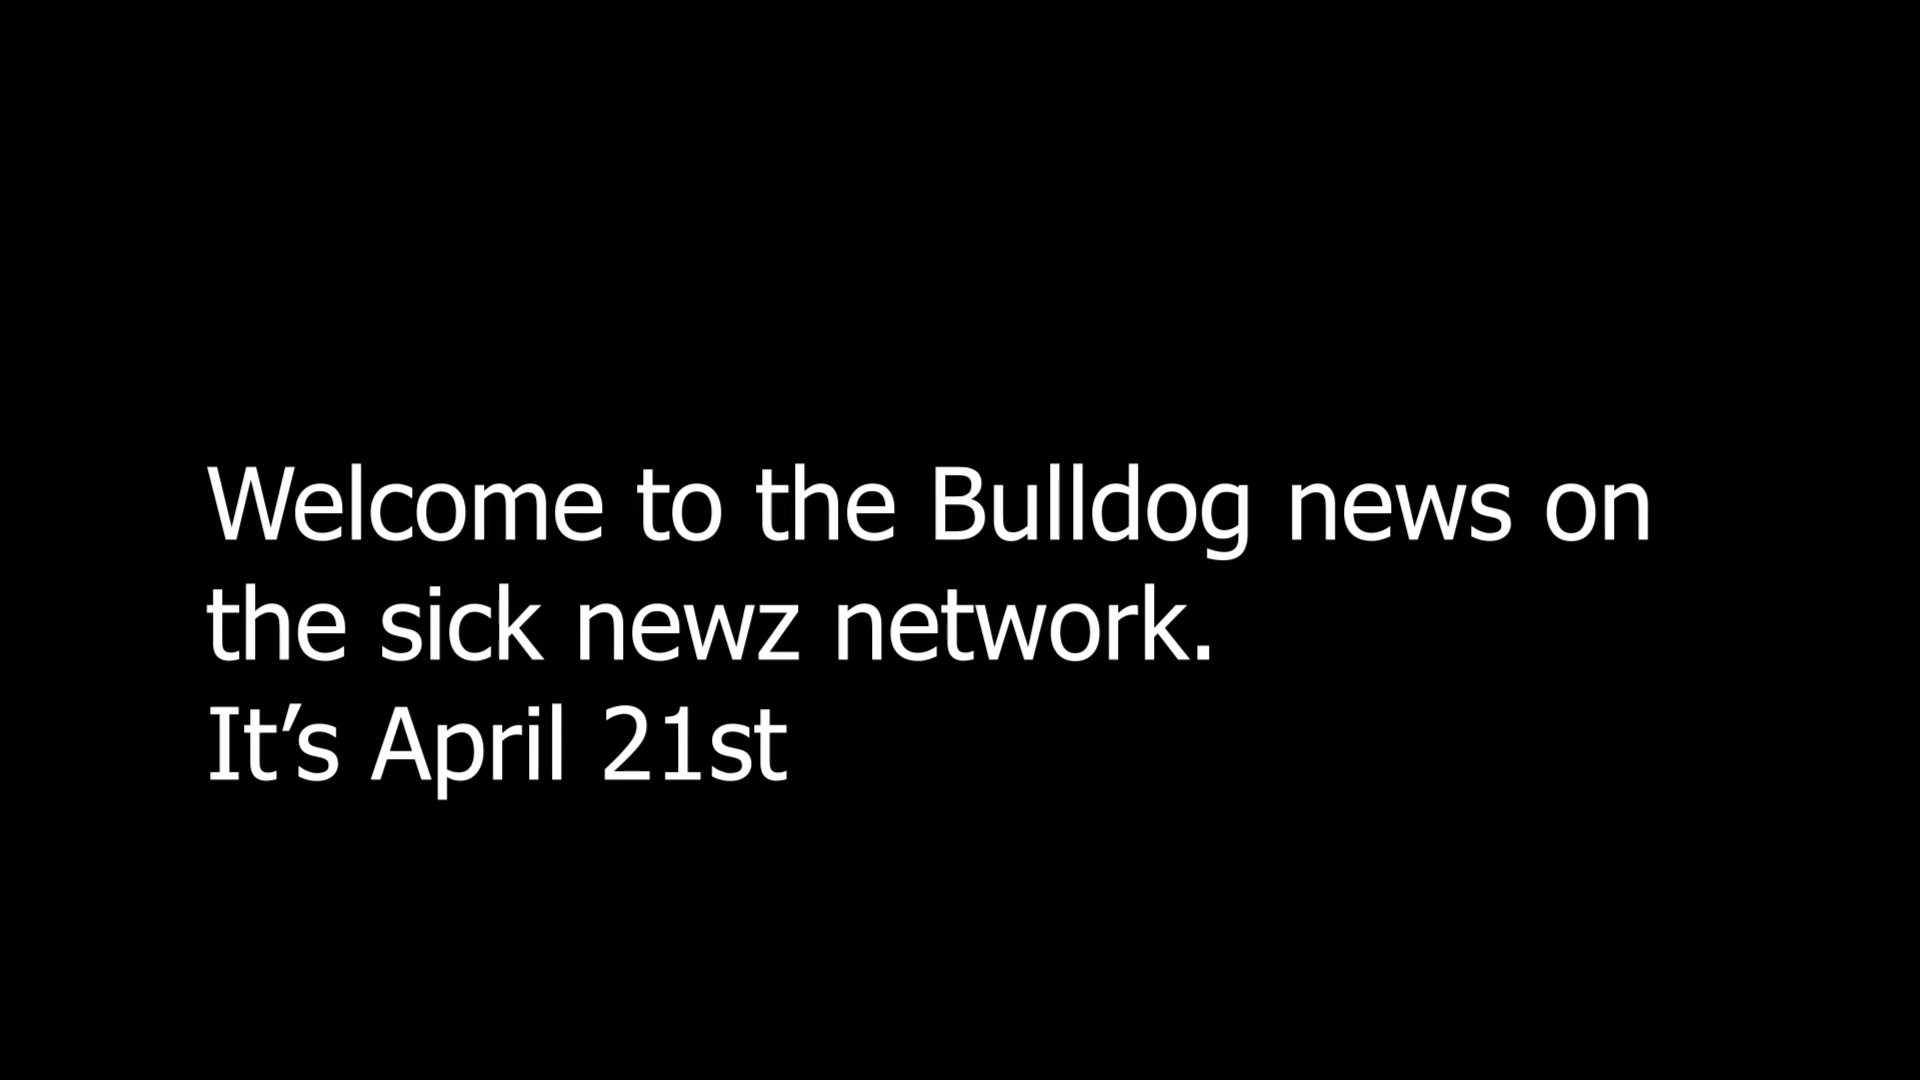 Welcome to the Bulldog news on
the sick newz network.
It’s April 21st